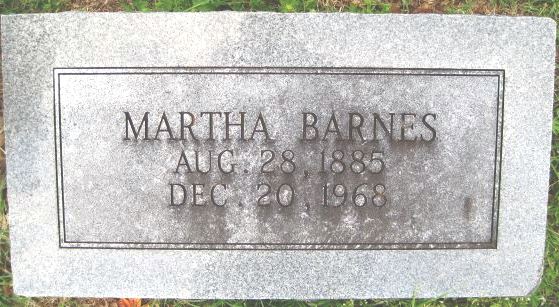 MARTHA BARNES
AUG. 28, 1885
DEC. 20, 1968